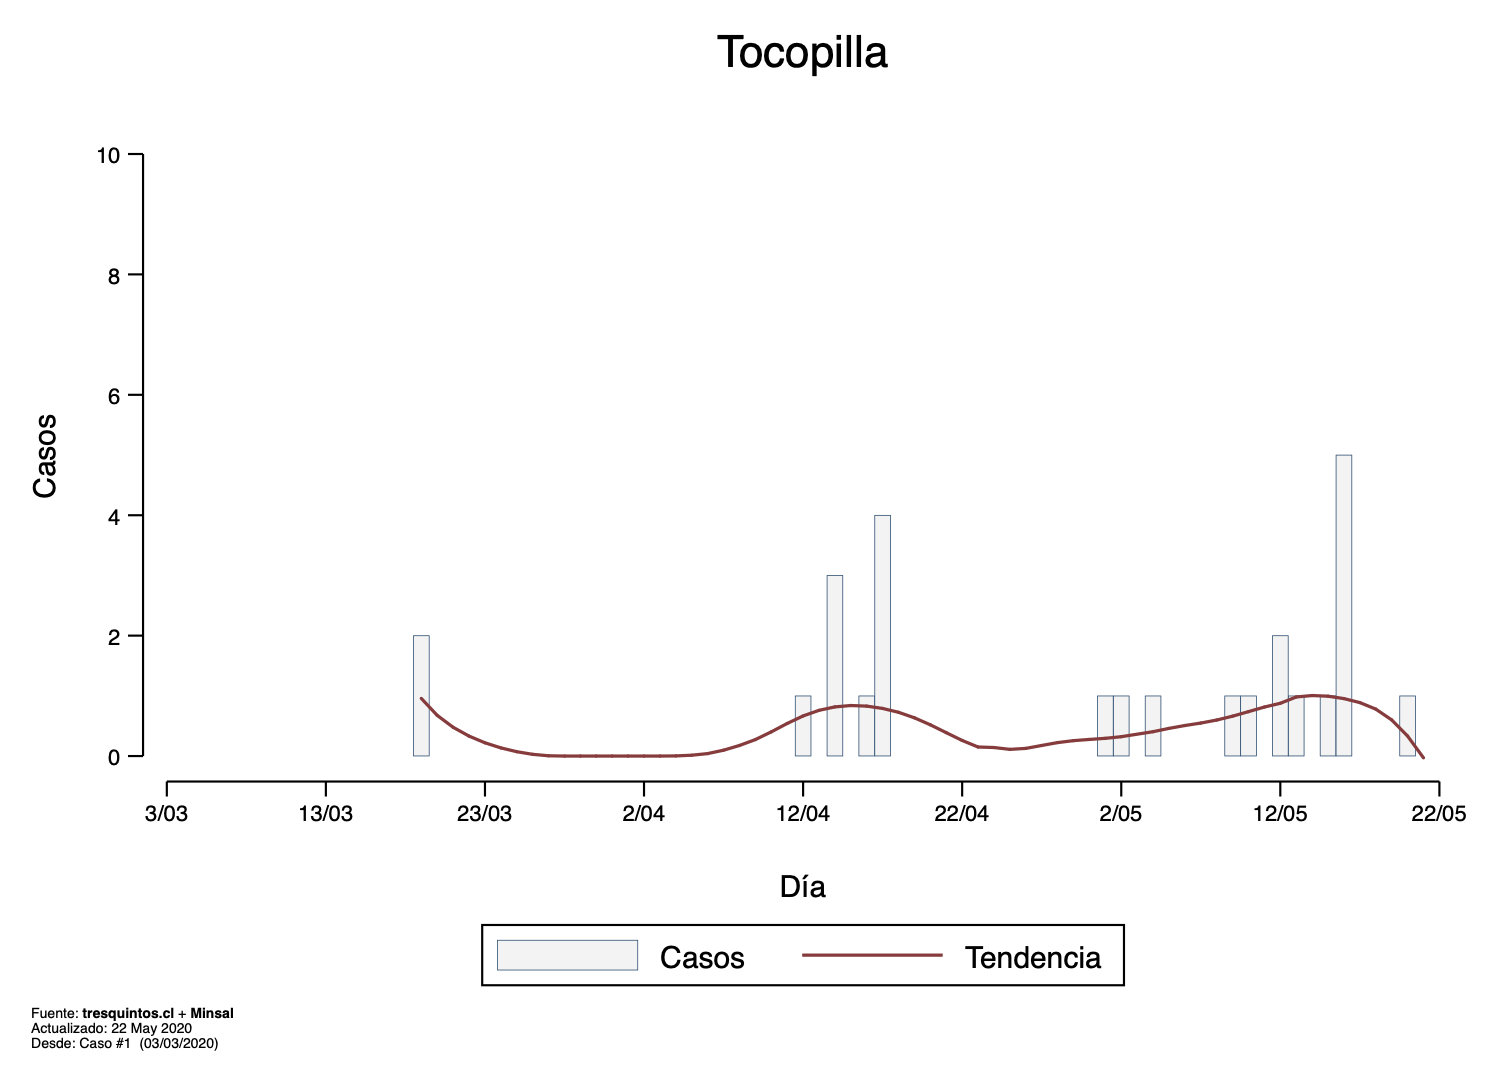 Tocopilla
10
8
6
4
2
0
Casos
3/03 13/03 23/03 2/04 12/04 22/04 2/05 12/05 22/05
Día
Casos Tendencia
Fuente: tresquintos.cl + Minsal
Actualizado: 22 May 2020
Desde: Caso #1 (03/03/2020)